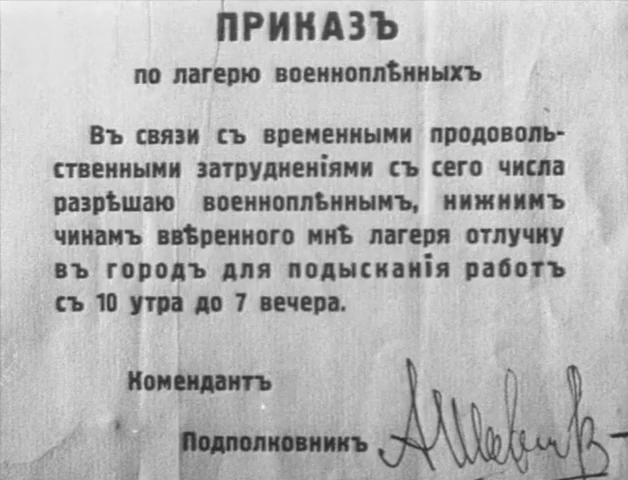 ПРИКАЗЪ
по лагерю военноплѣнныхъ
Въ связи съ временными продоволь-
ственными затрудненіями съ сего числа
разрѣшаю военноплѣннымъ, нижнимъ
чинамъ ввѣренного мнѣ лагеря отлучку
въ городъ для подысканія работъ
съ 10 утра до 7 вечера.
Комендантъ
Подполковникъ